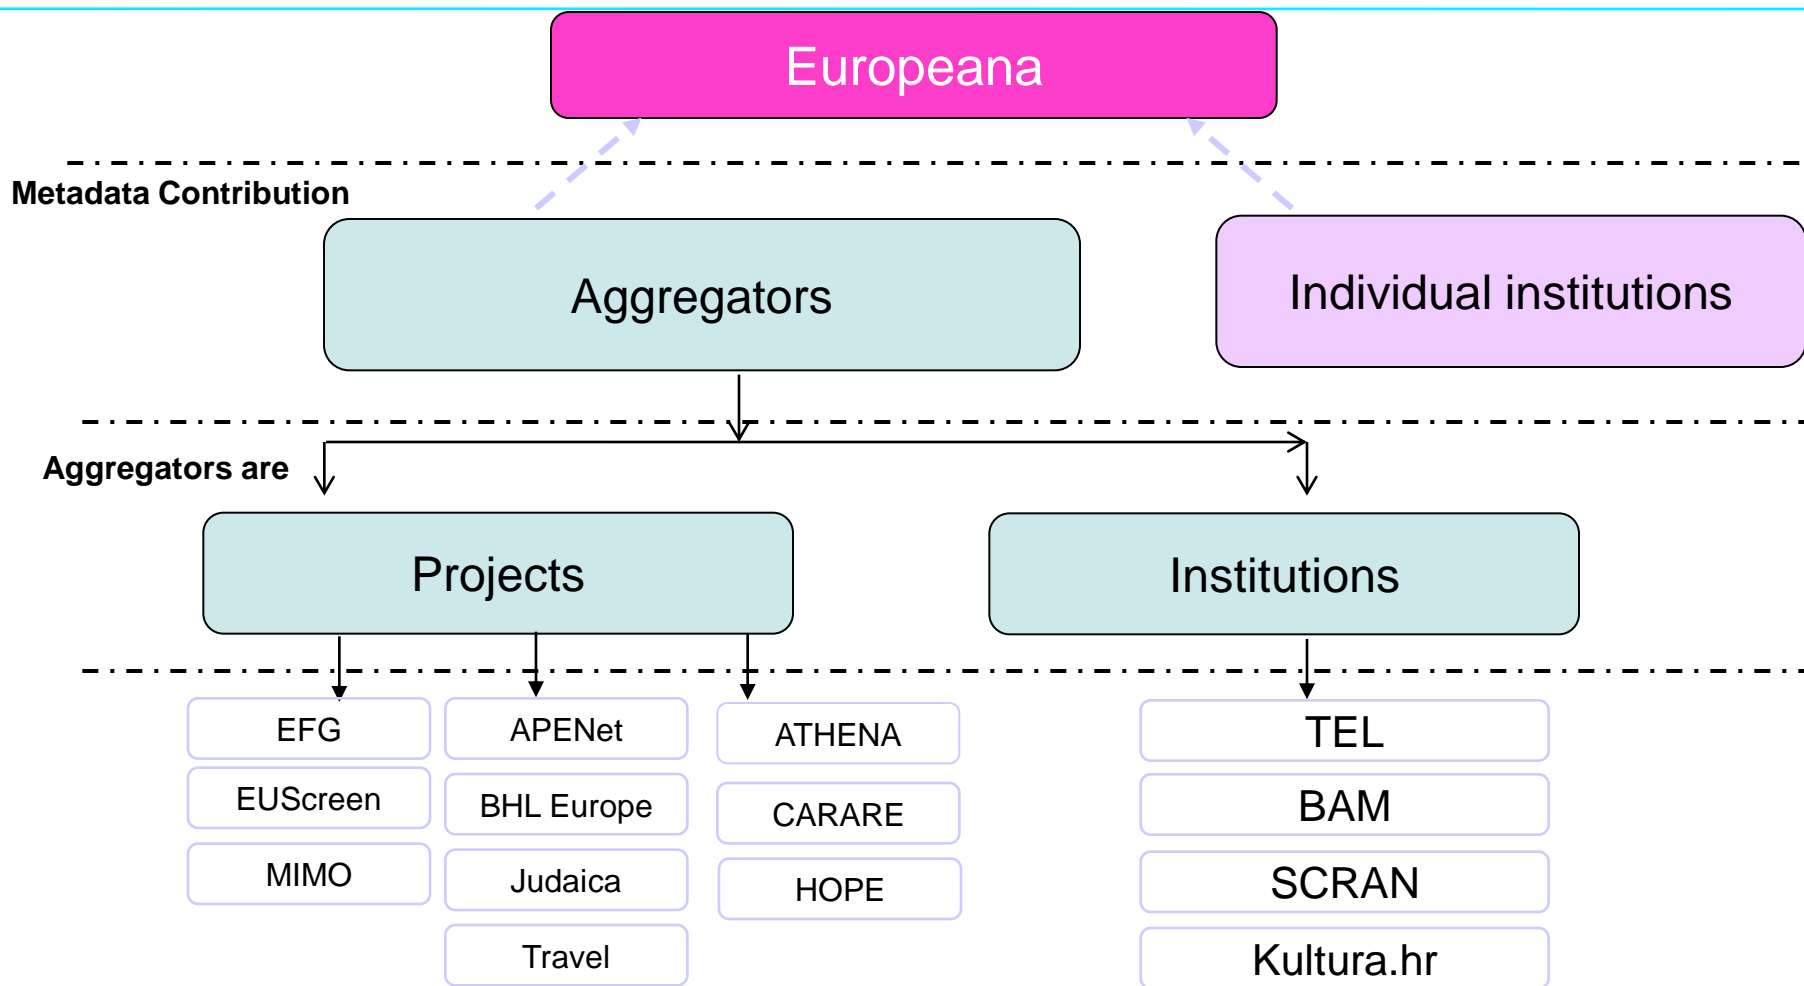 Europeana
Metadata Contribution
Aggregators
Individual institutions
Aggregators are
Projects
Institutions
EFG
APENet
ATHENA
TEL
EUScreen
BHL Europe
CARARE
BAM
MIMO
Judaica
HOPE
SCRAN
Travel
Kultura.hr